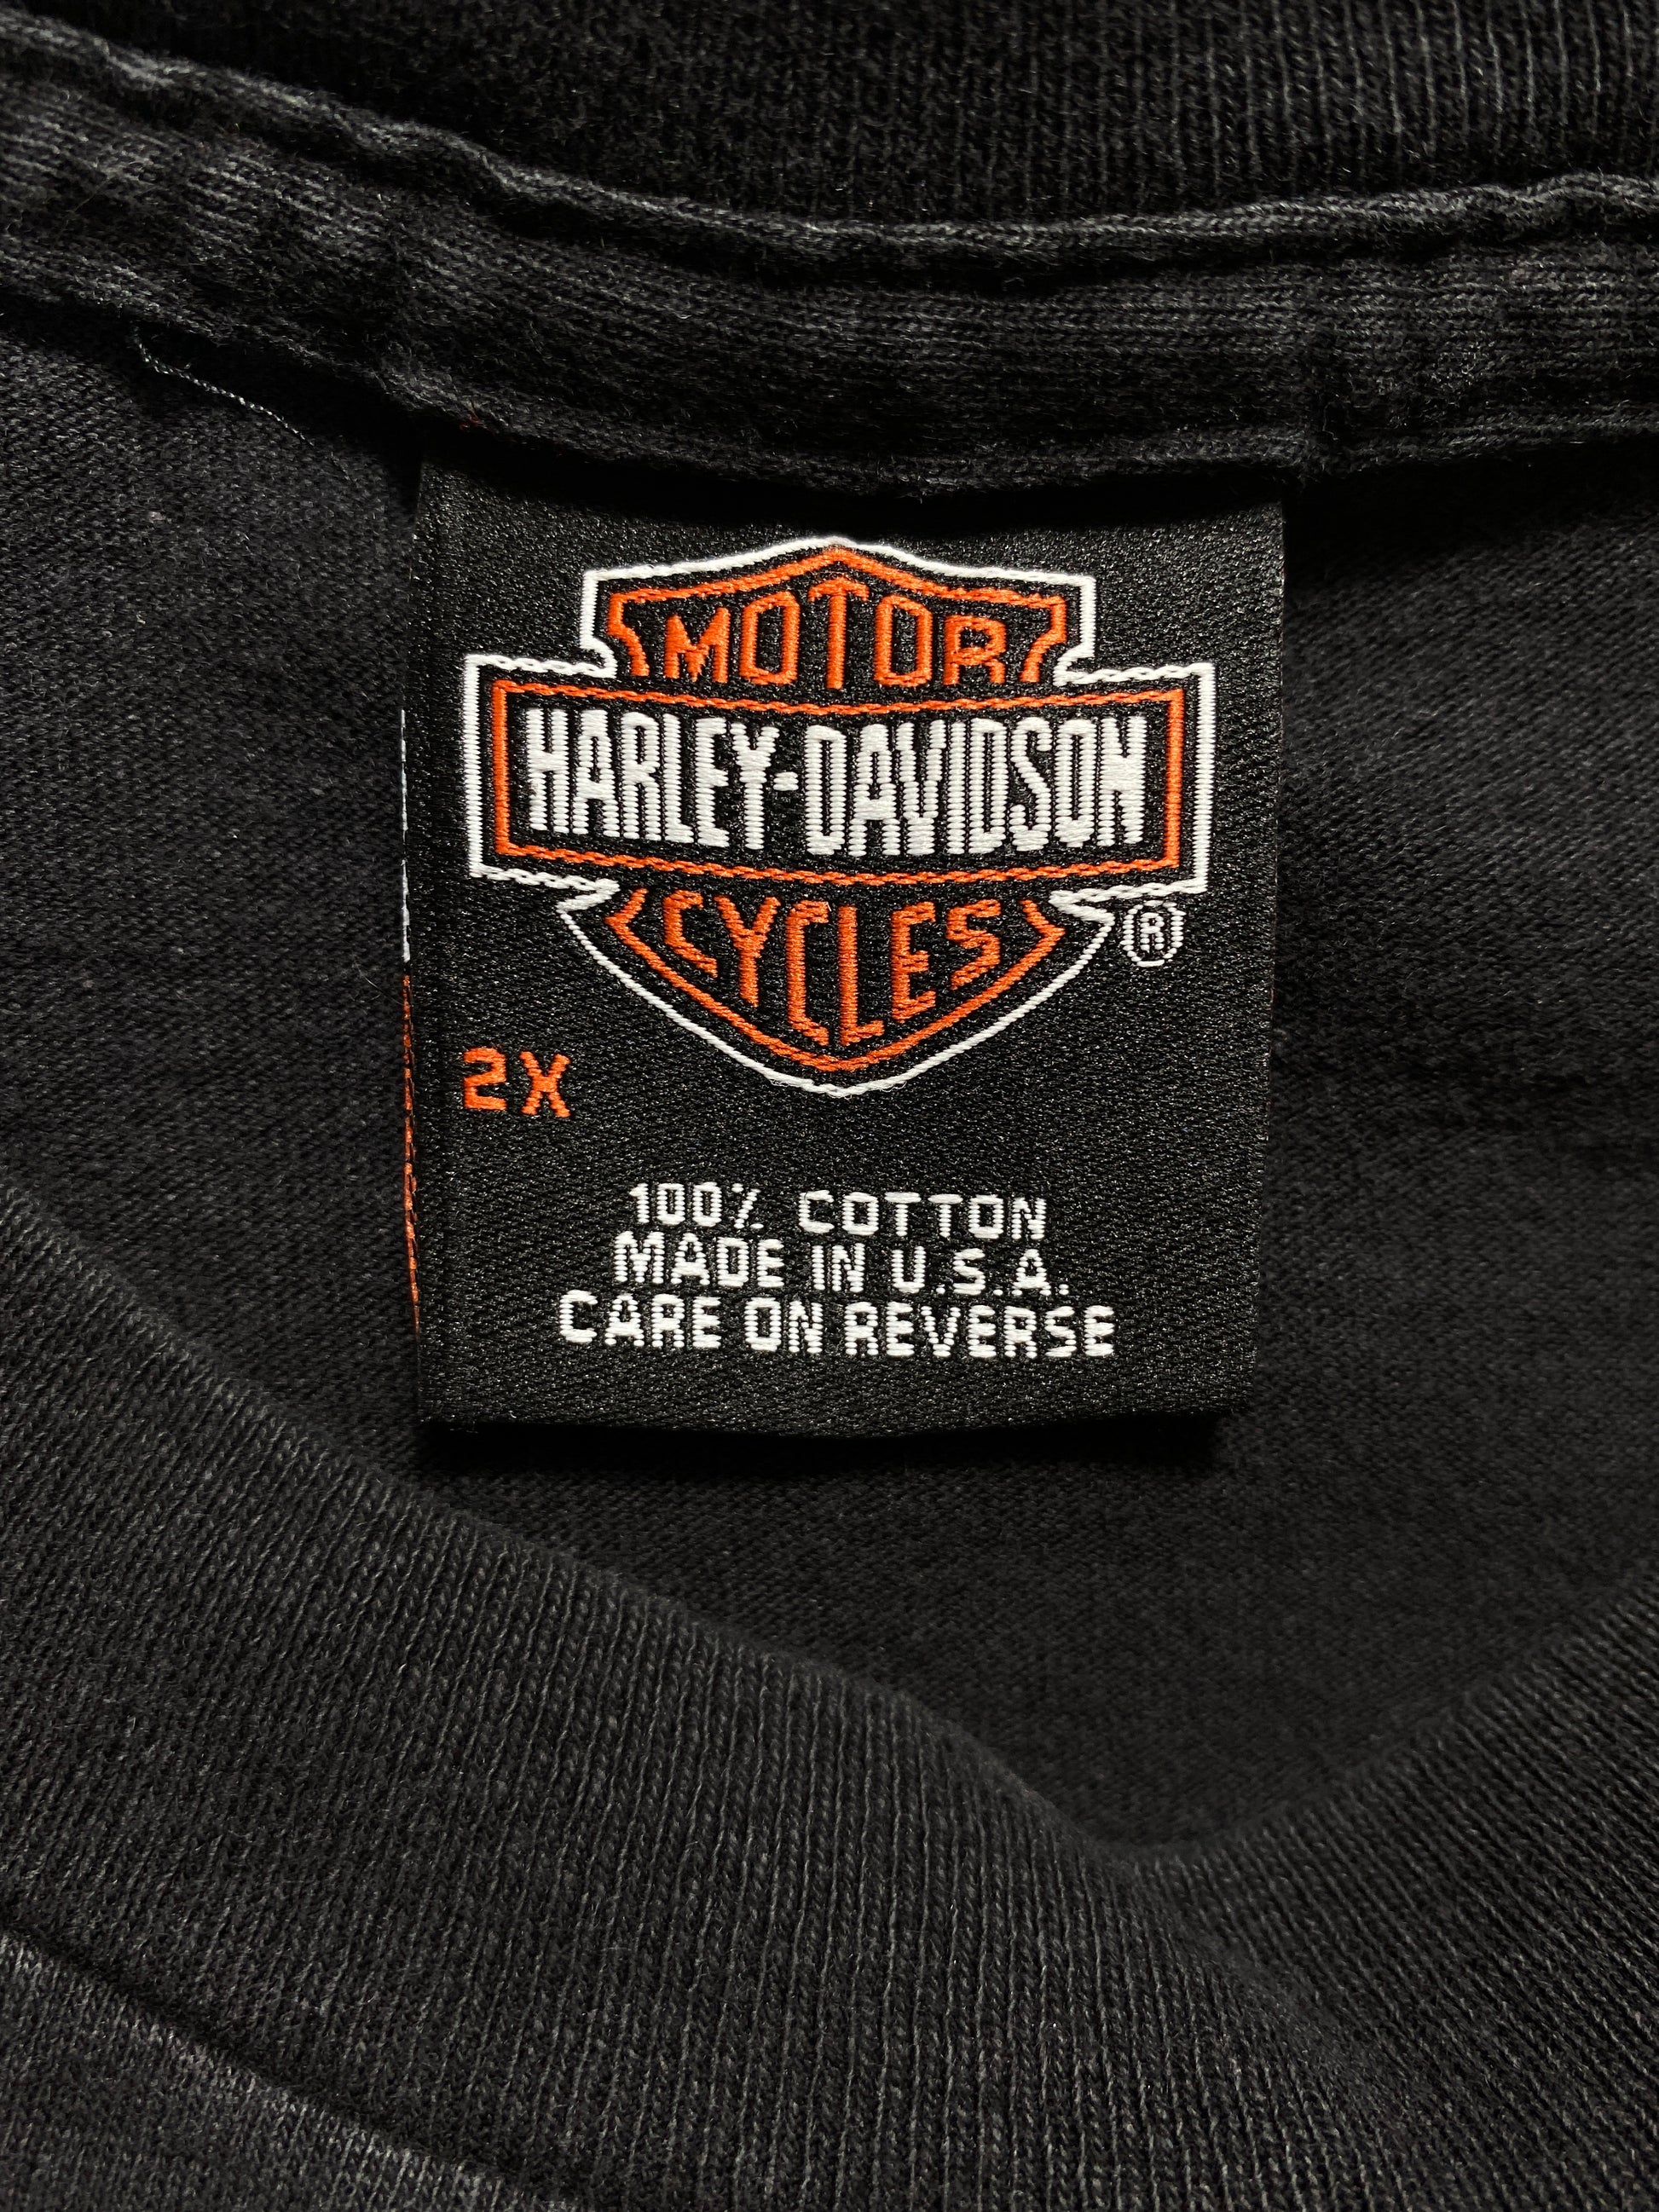 MOTOR
HARLEY-DAVIDSON
CYCLES
®
2X
100% COTTON
MADE IN U.S.A.
CARE ON REVERSE